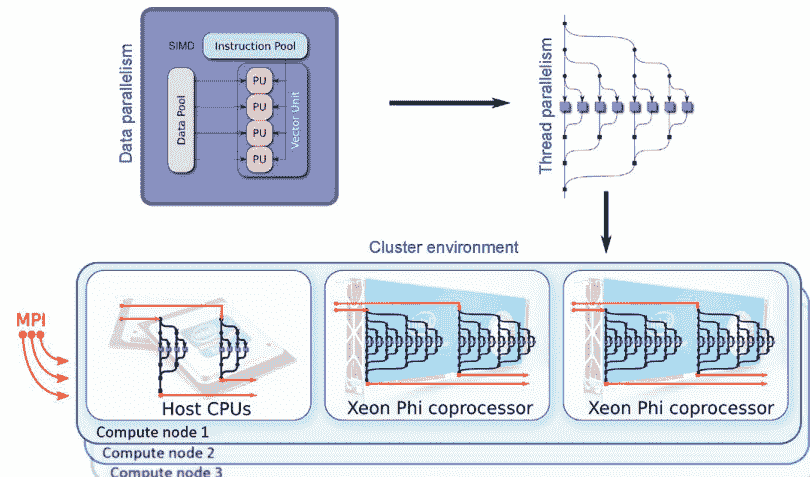 Data parallelism
SIMD
Instruction Pool
Data Pool
PU
PU
PU
PU
Vector Unit
Thread parallelism
Cluster environment
MPI
Host CPUs
Xeon Phi coprocessor
Xeon Phi coprocessor
Compute node 1
Compute node 2
Compute node 3